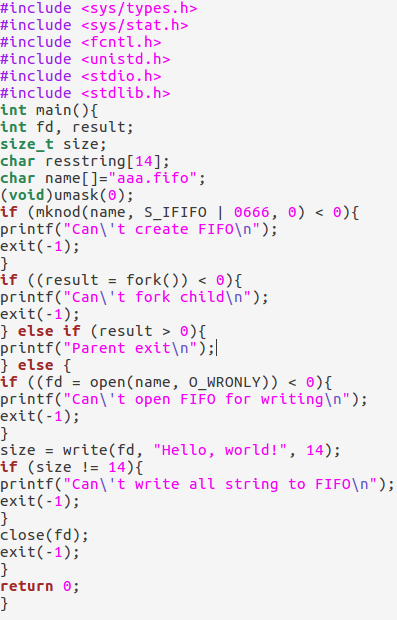 #include <sys/types.h>
#include <sys/stat.h>
#include <fcntl.h>
#include <unistd.h>
#include <stdio.h>
#include <stdlib.h>
int main(){
int fd, result;
size_t size;
char resstring[14];
char name[]="aaa.fifo";
(void)umask(0);
if (mknod(name, S_IFIFO | 0666, 0) < 0){
printf("Can\'t create FIFO\n");
exit(-1);
}
if ((result = fork()) < 0){
printf("Can\'t fork child\n");
exit(-1);
} else if (result > 0){
printf("Parent exit\n");
} else {
if ((fd = open(name, O_WRONLY)) < 0){
printf("Can\'t open FIFO for writing\n");
exit(-1);
}
size = write(fd, "Hello, world!", 14);
if (size != 14){
printf("Can\'t write all string to FIFO\n");
exit(-1);
}
close(fd);
exit(-1);
}
return 0;
}